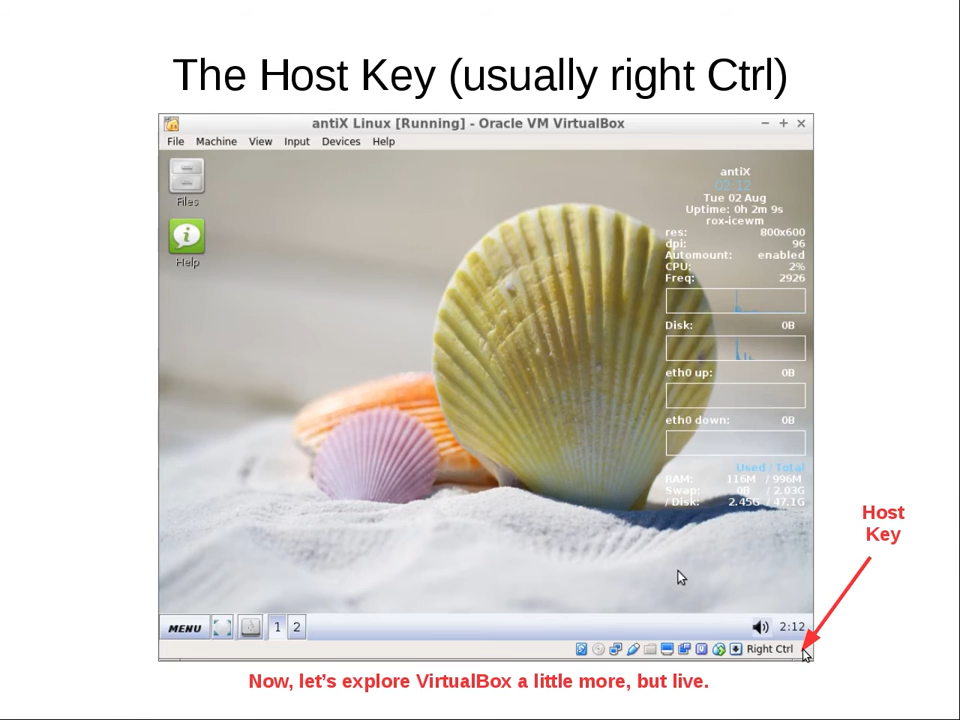 The Host Key (usually right Ctrl)
antiX Linux [Running] - Oracle VM VirtualBox
File Machine View Input Devices Help
Files
Help
antiX
02:12
Tue 02 Aug
Uptime: 0h 2m 9s
rox-icewm
res: 800x600
dpi: 96
Automount: enabled
CPU: 2%
Freq: 2926
Disk: 0B
eth0 up: 0B
eth0 down: 0B
Used / Total
RAM: 116M / 996M
Swap: 0B / 2.03G
/ Disk: 2.45G / 47.1G
Host
Key
MENU 1 2 2:12
Right Ctrl
Now, let’s explore VirtualBox a little more, but live.